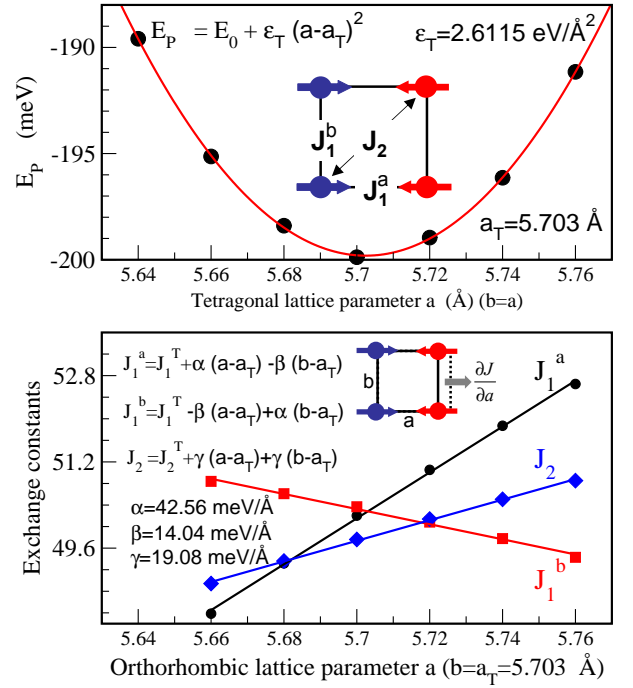 E_P = E_0 + ε_T (a-a_T)^2
ε_T=2.6115 eV/Å^2
-190
-195
-200
E_P (meV)
J_1^b
J_2
J_1^a
a_T=5.703 Å
5.64 5.66 5.68 5.7 5.72 5.74 5.76
Tetragonal lattice parameter a (Å) (b=a)
J_1^a=J_1^T+α (a-a_T) -β (b-a_T)
J_1^b=J_1^T -β (a-a_T)+α (b-a_T)
J_2 =J_2^T+γ (a-a_T)+γ (b-a_T)
α=42.56 meV/Å
β=14.04 meV/Å
γ=19.08 meV/Å
b
a
∂J
∂a
J_1^a
J_2
J_1^b
52.8
51.2
49.6
Exchange constants
5.64 5.66 5.68 5.7 5.72 5.74 5.76
Orthorhombic lattice parameter a (b=a_T=5.703 Å)